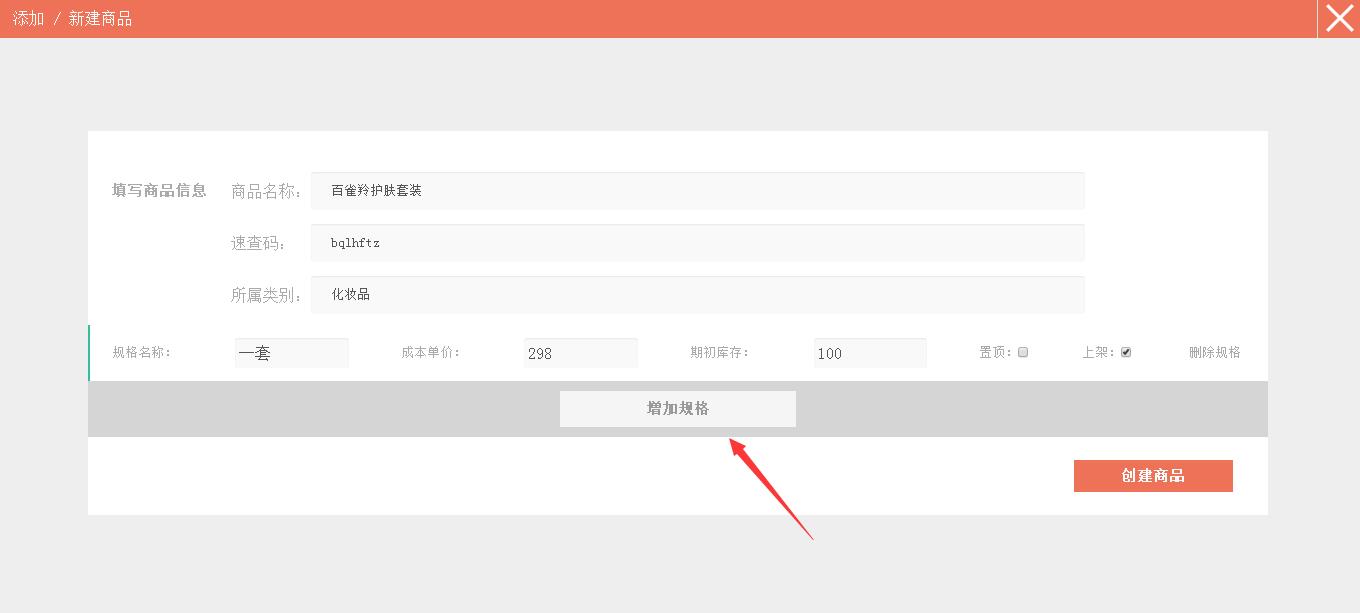 添加 / 新建商品
填写商品信息 商品名称: 百雀羚护肤套装
速查码: bqlhftz
所属类别: 化妆品
规格名称: 一套 成本单价: 298 期初库存: 100 置顶: 上架: 删除规格
增加规格
创建商品